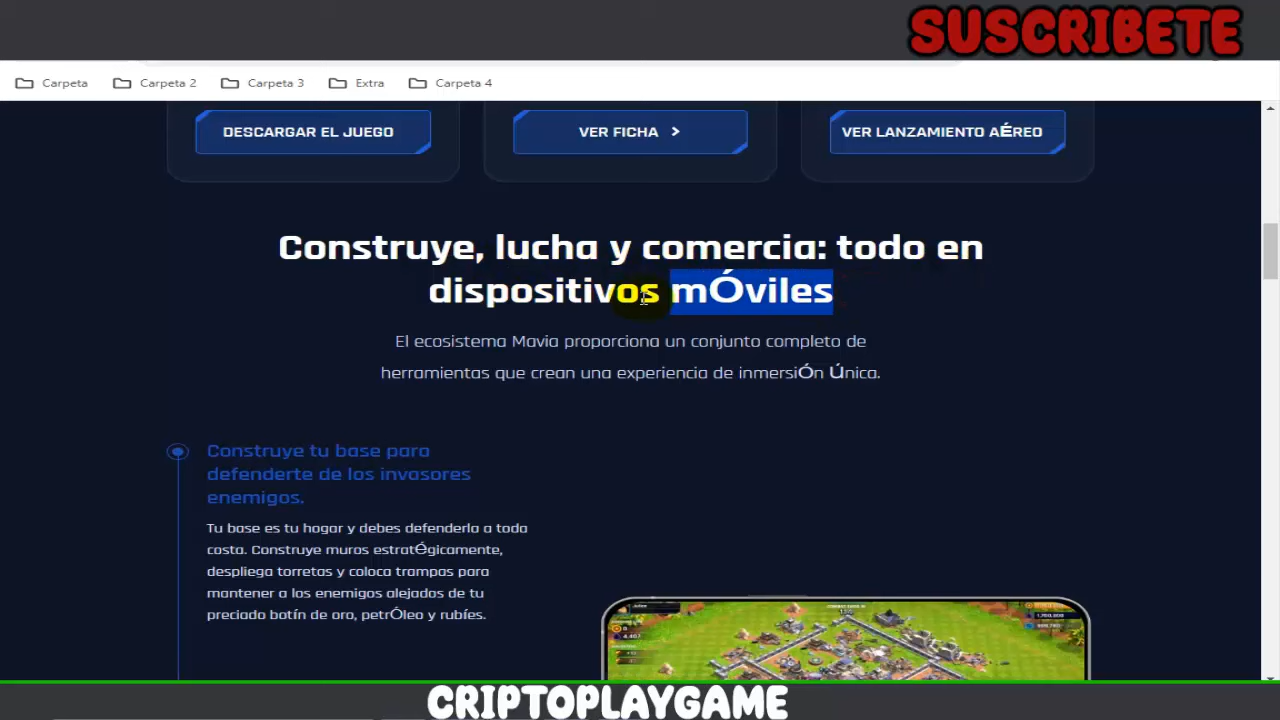 SUSCRIBETE
Carpeta Carpeta 2 Carpeta 3 Extra Carpeta 4
DESCARGAR EL JUEGO VER FICHA > VER LANZAMIENTO AÉREO
Construye, lucha y comercia: todo en
dispositivos mÓviles
El ecosistema Mavia proporciona un conjunto completo de
herramientas que crean una experiencia de inmersiÓn Única.
Construye tu base para
defenderte de los invasores
enemigos.
Tu base es tu hogar y debes defenderla a toda
costa. Construye muros estratÉgicamente,
despliega torretas y coloca trampas para
mantener a los enemigos alejados de tu
preciado botín de oro, petrÓleo y rubíes.
CRIPTOPLAYGAME